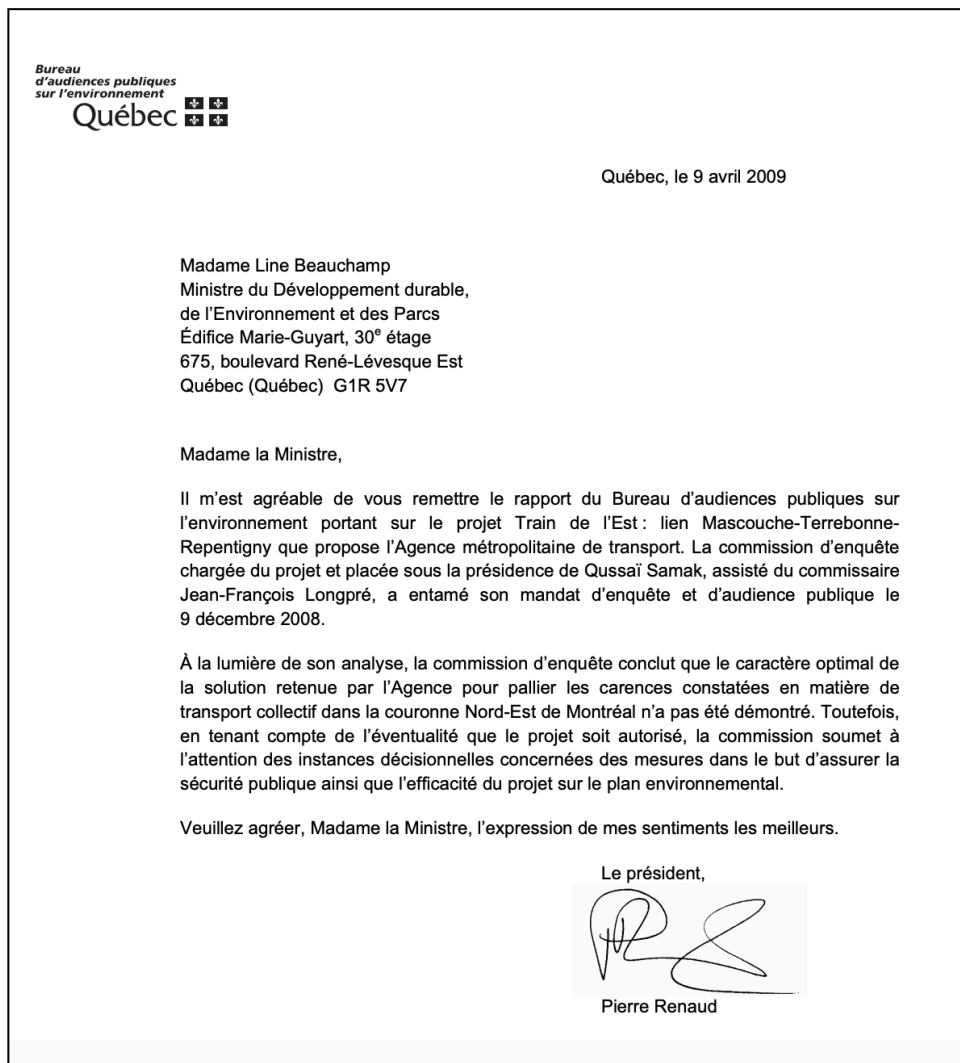 Bureau
d'audiences publiques
sur l'environnement
Québec
Québec, le 9 avril 2009
Madame Line Beauchamp
Ministre du Développement durable,
de l'Environnement et des Parcs
Édifice Marie-Guyart, 30e étage
675, boulevard René-Lévesque Est
Québec (Québec) G1R 5V7
Madame la Ministre,
Il m'est agréable de vous remettre le rapport du Bureau d'audiences publiques sur
l'environnement portant sur le projet Train de l'Est : lien Mascouche-Terrebonne-
Repentigny que propose l'Agence métropolitaine de transport. La commission d'enquête
chargée du projet et placée sous la présidence de Qussaï Samak, assisté du commissaire
Jean-François Longpré, a entamé son mandat d'enquête et d'audience publique le
9 décembre 2008.
À la lumière de son analyse, la commission d'enquête conclut que le caractère optimal de
la solution retenue par l'Agence pour pallier les carences constatées en matière de
transport collectif dans la couronne Nord-Est de Montréal n'a pas été démontré. Toutefois,
en tenant compte de l'éventualité que le projet soit autorisé, la commission soumet à
l'attention des instances décisionnelles concernées des mesures dans le but d'assurer la
sécurité publique ainsi que l'efficacité du projet sur le plan environnemental.
Veuillez agréer, Madame la Ministre, l'expression de mes sentiments les meilleurs.
Le président,
Pierre Renaud